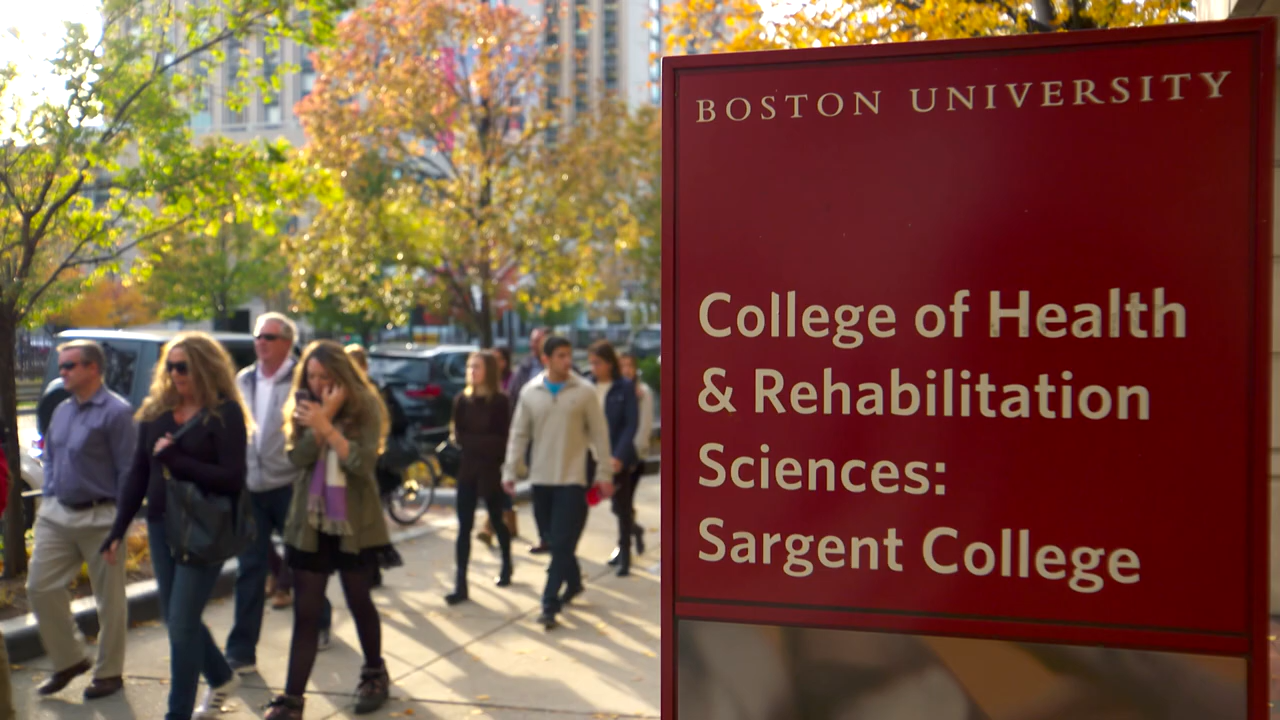 BOSTON UNIVERSITY
College of Health
& Rehabilitation
Sciences:
Sargent College